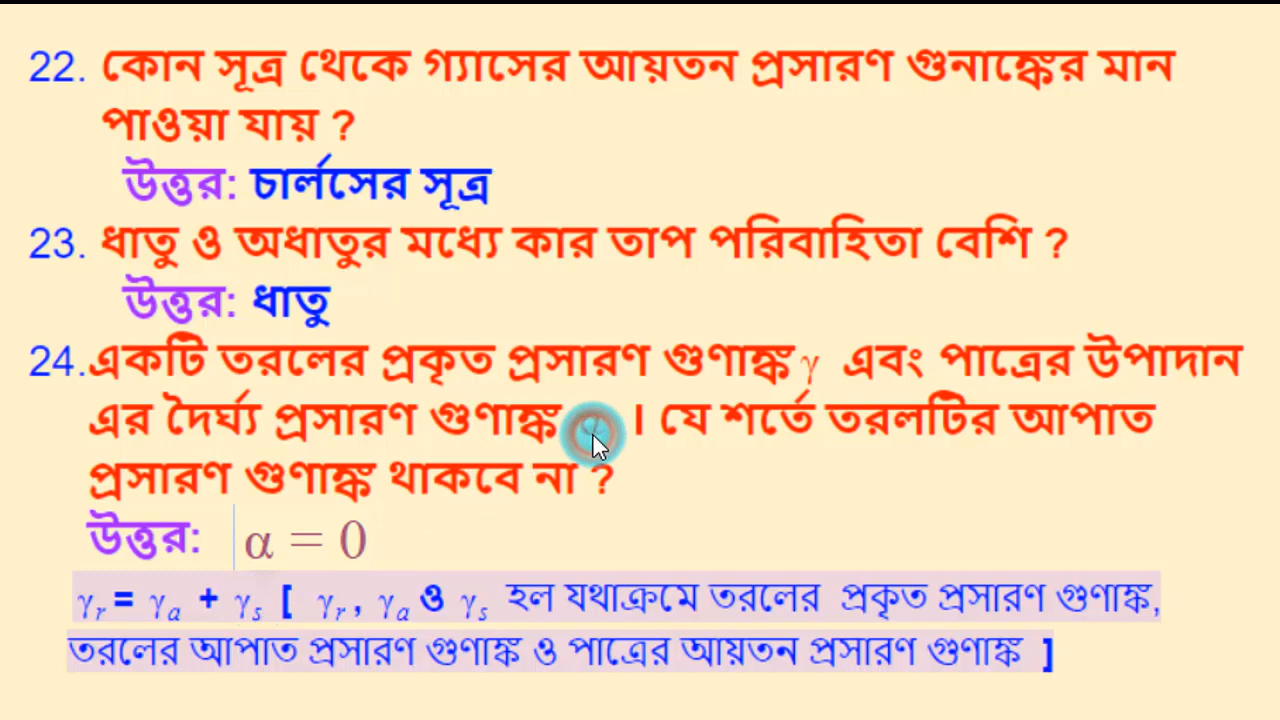 22. কোন সূত্র থেকে গ্যাসের আয়তন প্রসারণ গুনাঙ্কের মান
পাওয়া যায় ?
উত্তর: চার্লসের সূত্র
23. ধাতু ও অধাতুর মধ্যে কার তাপ পরিবাহিতা বেশি ?
উত্তর: ধাতু
24.একটি তরলের প্রকৃত প্রসারণ গুণাঙ্ক γ এবং পাত্রের উপাদান
এর দৈর্ঘ্য প্রসারণ গুণাঙ্ক । যে শর্তে তরলটির আপাত
প্রসারণ গুণাঙ্ক থাকবে না ?
উত্তর: α = 0
γr = γa + γs [ γr , γa ও γs হল যথাক্রমে তরলের প্রকৃত প্রসারণ গুণাঙ্ক,
তরলের আপাত প্রসারণ গুণাঙ্ক ও পাত্রের আয়তন প্রসারণ গুণাঙ্ক ]